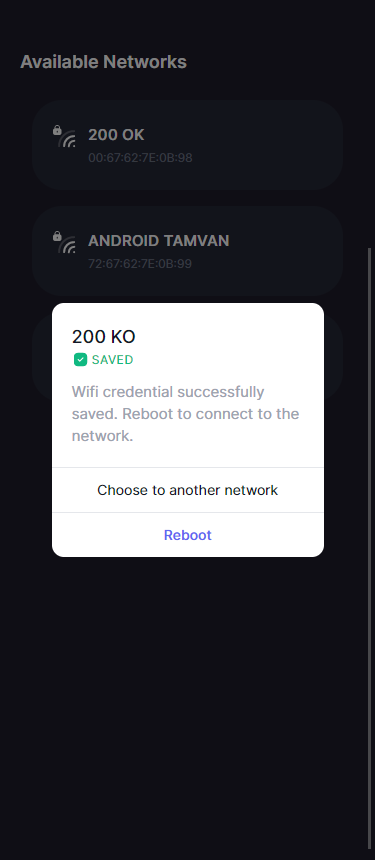 Available Networks
200 OK
00:67:62:7E:0B:98
ANDROID TAMVAN
72:67:62:7E:0B:99
200 KO
SAVED
Wifi credential successfully
saved. Reboot to connect to the
network.
Choose to another network
Reboot